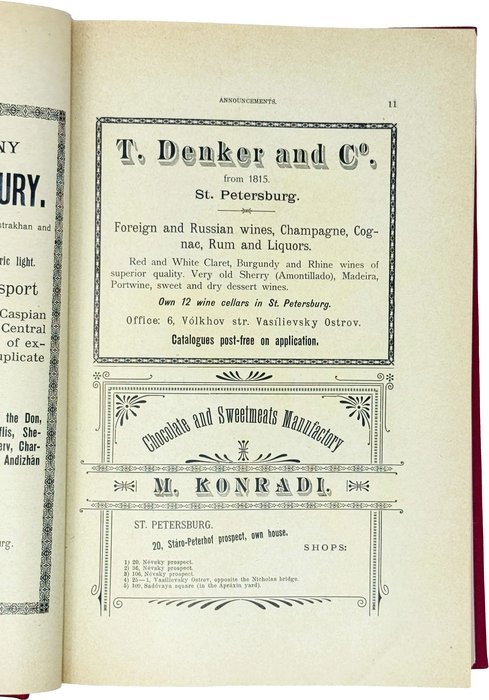 NY
URY.
strakhan and
ric light.
sport
Caspian
Central
of ex-
uplicate
the Don,
flis, She-
erv, Char-
Andizhán
rg.
ANNOUNCEMENTS.
11
T. Denker and Cº.
from 1815.
St. Petersburg.
Foreign and Russian wines, Champagne, Cog-
nac, Rum and Liquors.
Red and White Claret, Burgundy and Rhine wines of
superior quality. Very old Sherry (Amontillado), Madeira,
Portwine, sweet and dry dessert wines.
Own 12 wine cellars in St. Petersburg.
Office: 6, Vólkhov str. Vasílievsky Ostrov.
Catalogues post-free on application.
Chocolate and Sweetmeats Manufactory
M. KONRADI.
ST. PETERSBURG.
20, Stáro-Peterhof prospect, own house.
SHOPS:
1) 20, Névsky prospect.
2) 36, Névsky prospect.
3) 106, Névsky prospect.
4) 25—1, Vasílievsky Ostrov, opposite the Nicholas bridge.
5) 109, Sadóvaya square (in the Apráxin yard).